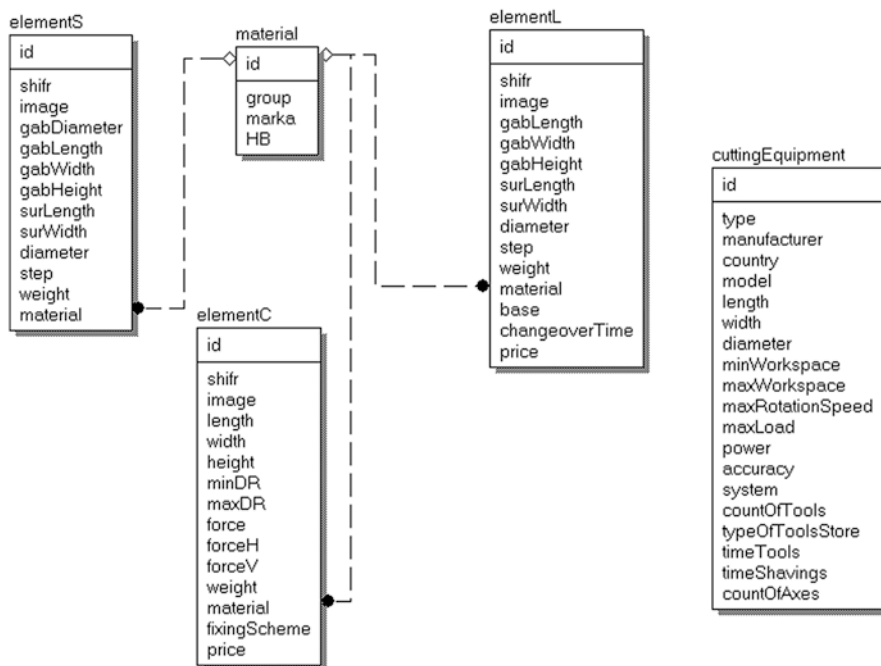 elementS
id
shifr
image
gabDiameter
gabLength
gabWidth
gabHeight
surLength
surWidth
diameter
step
weight
material
material
id
group
marka
HB
elementL
id
shifr
image
gabLength
gabWidth
gabHeight
surLength
surWidth
diameter
step
weight
material
base
changeoverTime
price
elementC
id
shifr
image
length
width
height
minDR
maxDR
force
forceH
forceV
weight
material
fixingScheme
price
cuttingEquipment
id
type
manufacturer
country
model
length
width
diameter
minWorkspace
maxWorkspace
maxRotationSpeed
maxLoad
power
accuracy
system
countOfTools
typeOfToolsStore
timeTools
timeShavings
countOfAxes